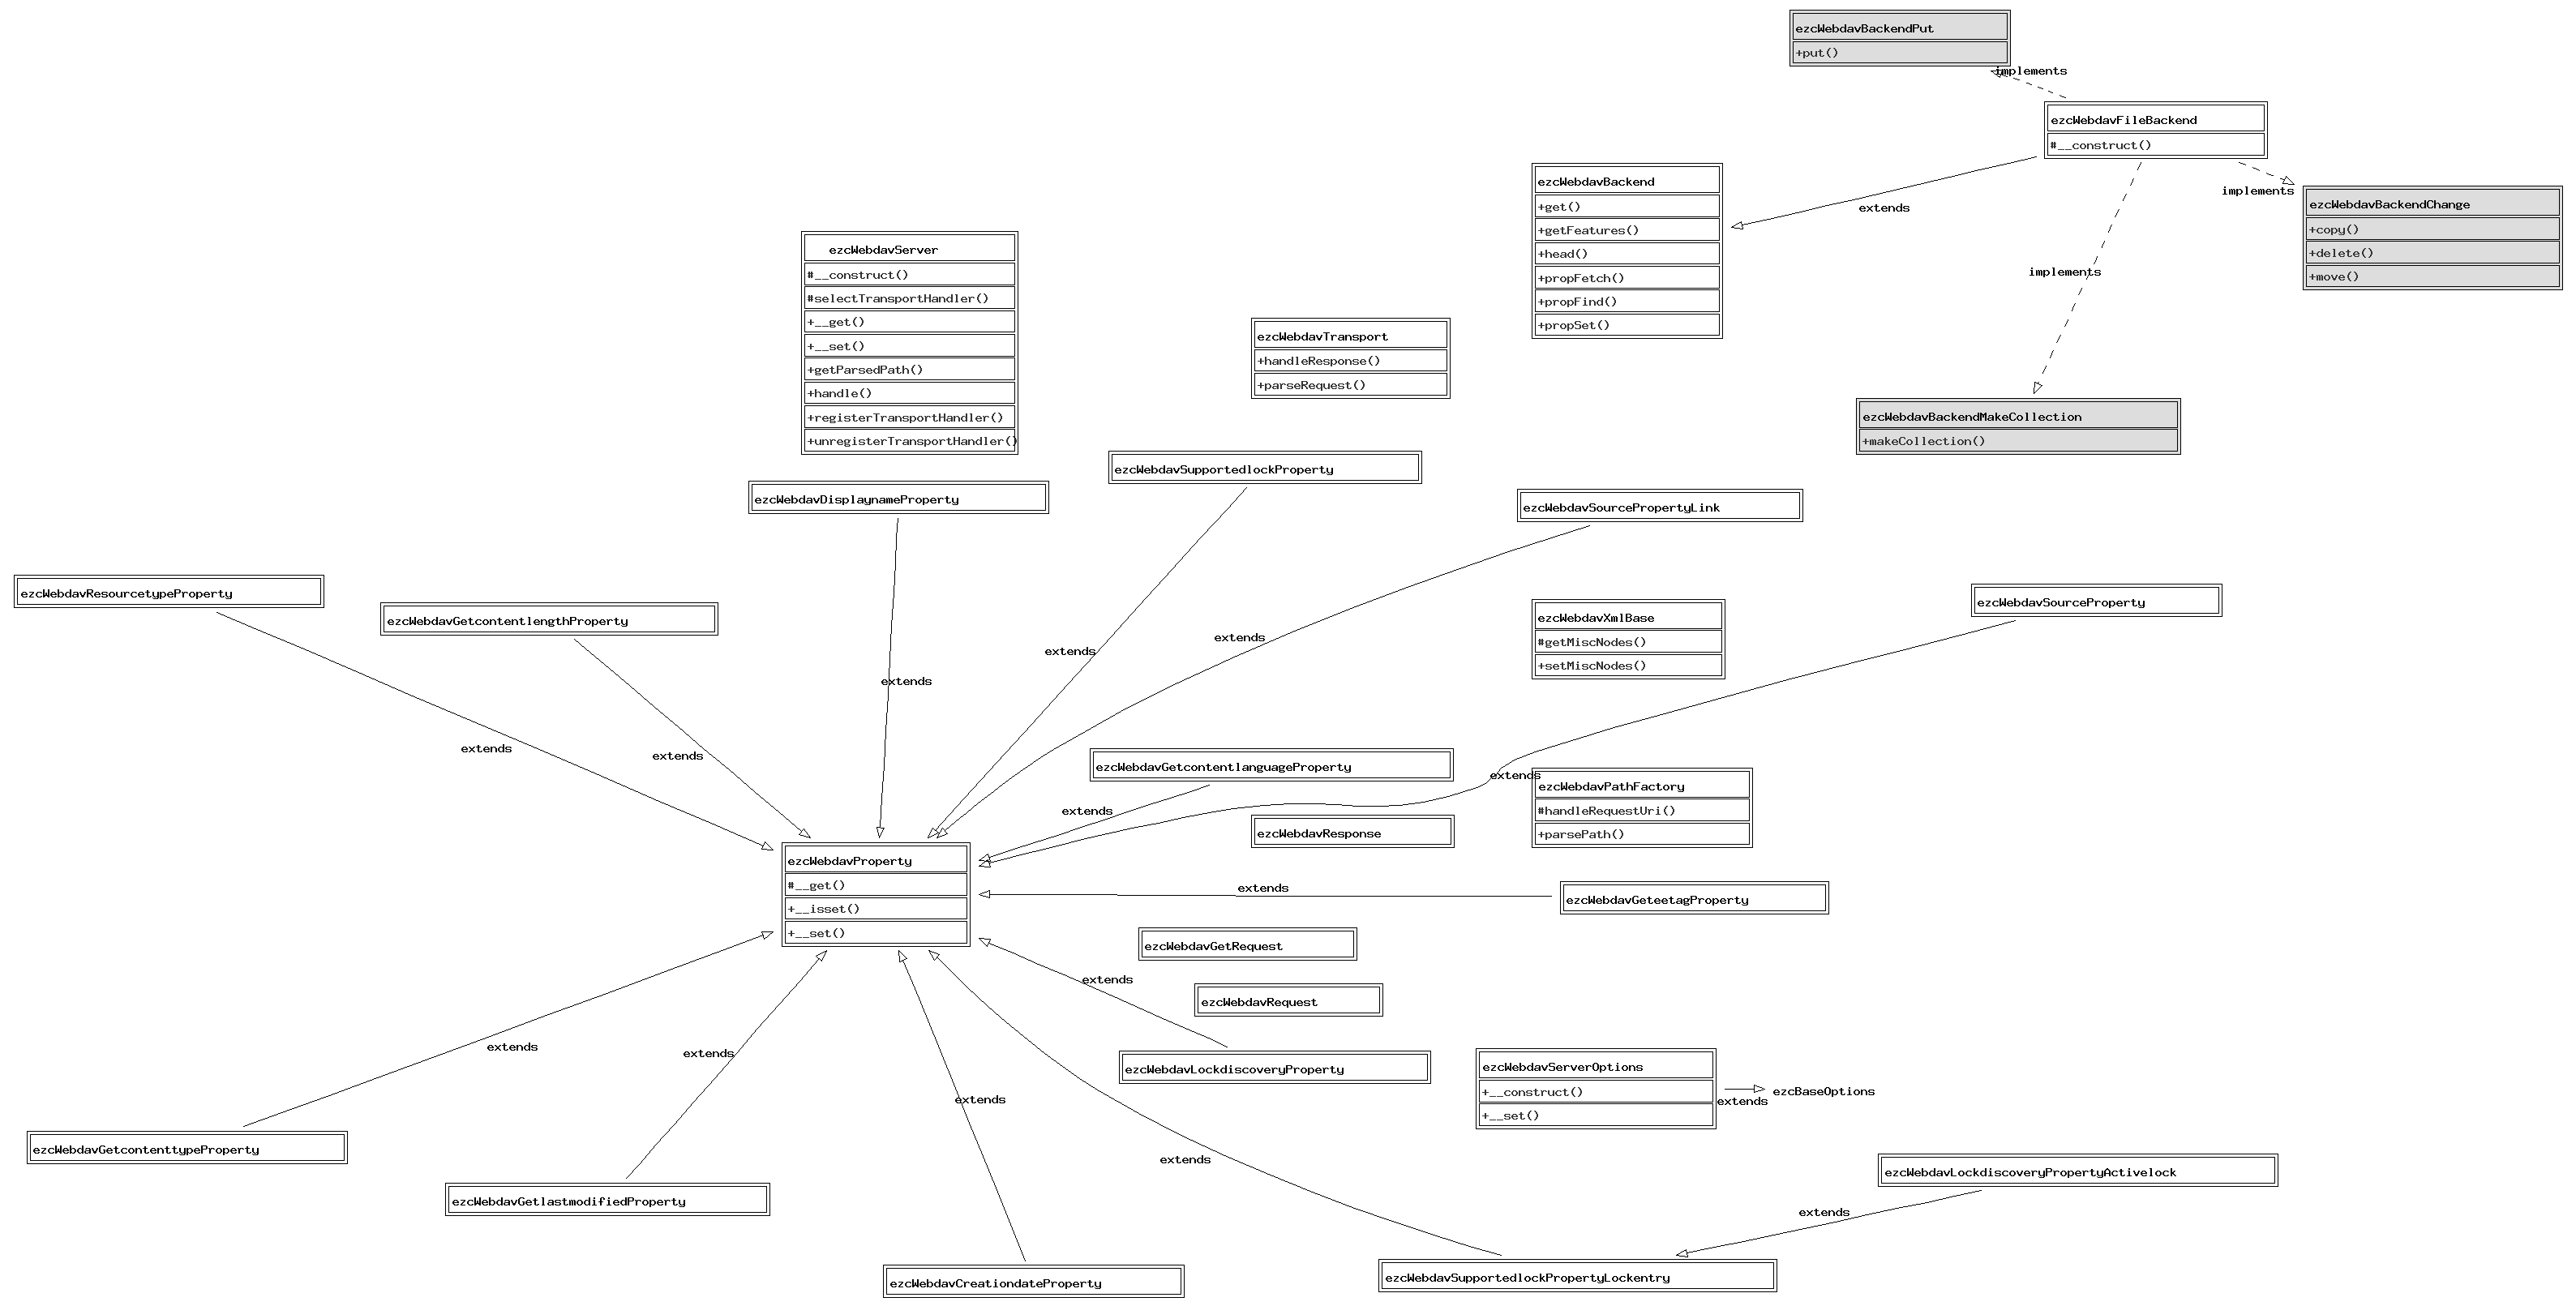 ezcWebdavBackendPut
+put()
implements
ezcWebdavFileBackend
#__construct()
ezcWebdavBackend
+get()
+getFeatures()
+head()
+propFetch()
+propFind()
+propSet()
extends
implements
ezcWebdavBackendChange
+copy()
+delete()
+move()
implements
ezcWebdavServer
#__construct()
#selectTransportHandler()
+__get()
+__set()
+getParsedPath()
+handle()
+registerTransportHandler()
+unregisterTransportHandler()
ezcWebdavTransport
+handleResponse()
+parseRequest()
ezcWebdavBackendMakeCollection
+makeCollection()
ezcWebdavSupportedlockProperty
ezcWebdavDisplaynameProperty
ezcWebdavSourcePropertyLink
ezcWebdavResourcetypeProperty
ezcWebdavGetcontentlengthProperty
ezcWebdavXmlBase
#getMiscNodes()
+setMiscNodes()
ezcWebdavSourceProperty
extends
extends
extends
extends
extends
ezcWebdavGetcontentlanguageProperty
extends
extends
ezcWebdavPathFactory
#handleRequestUri()
+parsePath()
ezcWebdavResponse
ezcWebdavProperty
#__get()
+__isset()
+__set()
extends
ezcWebdavGeteetagProperty
ezcWebdavGetRequest
extends
ezcWebdavRequest
extends
extends
ezcWebdavLockdiscoveryProperty
ezcWebdavServerOptions
+__construct()
+__set()
extends
ezcBaseOptions
extends
ezcWebdavGetcontenttypeProperty
extends
ezcWebdavLockdiscoveryPropertyActivelock
ezcWebdavGetlastmodifiedProperty
extends
ezcWebdavCreationdateProperty
ezcWebdavSupportedlockPropertyLockentry